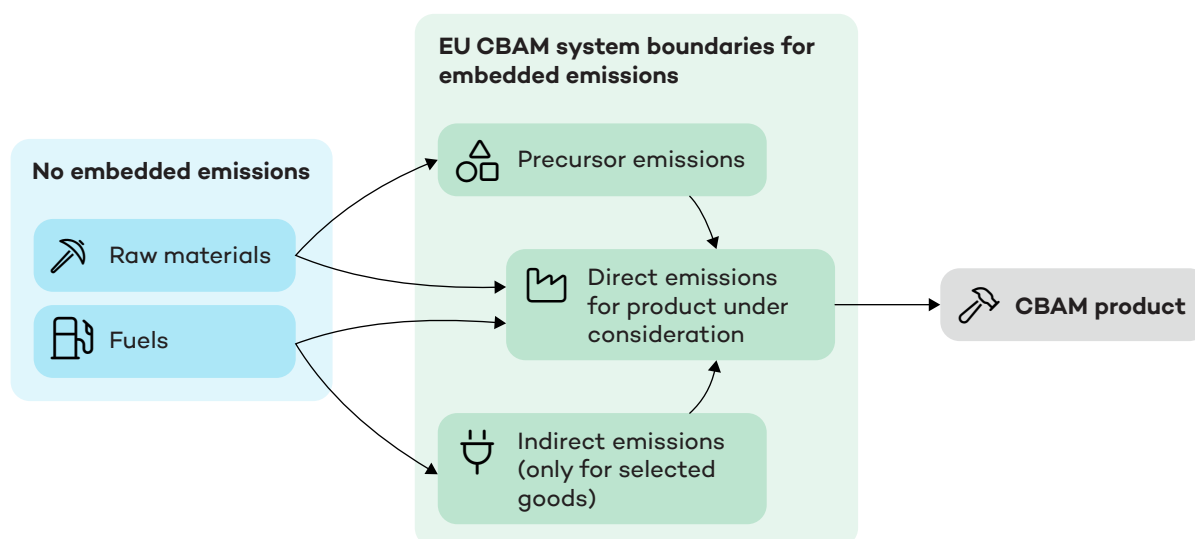 EU CBAM system boundaries for
embedded emissions
No embedded emissions
Raw materials
Fuels
Precursor emissions
Direct emissions
for product under
consideration
Indirect emissions
(only for selected
goods)
CBAM product